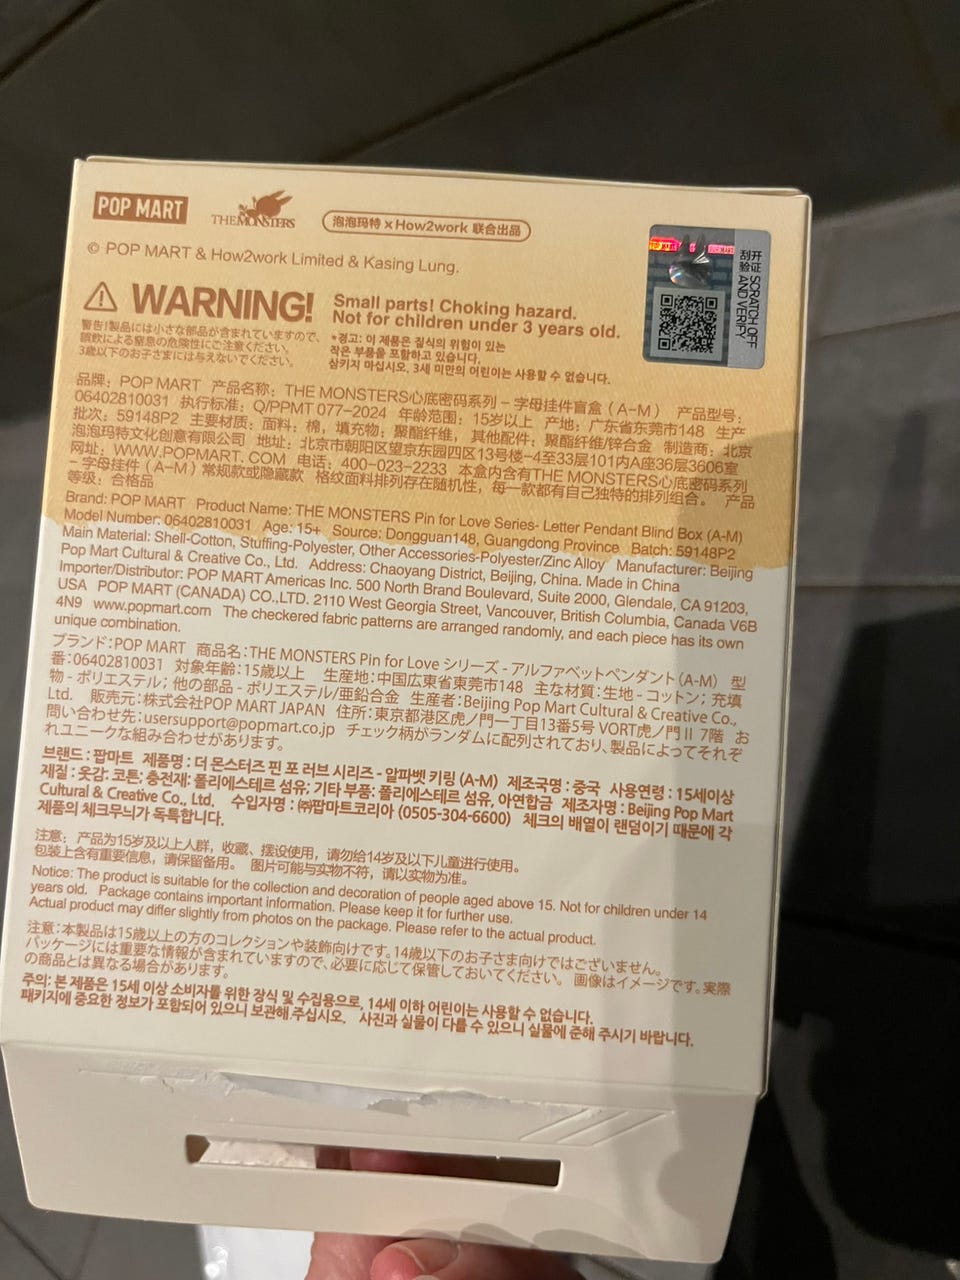 POP MART
THE MONSTERS
泡泡玛特 x How2work 联合出品
© POP MART & How2work Limited & Kasing Lung.
开 SCRATCH OFF
刮 证 验 AND VERIFY
WARNING!
Small parts! Choking hazard.
Not for children under 3 years old.
警告!製品には小さな部品が含まれていますので、
誤飲による窒息の危険性にご注意ください。
3歳以下のお子さまには与えないでください。
*경고: 이 제품은 질식의 위험이 있는
작은 부품을 포함하고 있습니다.
삼키지 마십시오. 3세 미만의 어린이는 사용할 수 없습니다.
品牌：POP MART 产品名称：THE MONSTERS心底密码系列 – 字母挂件盲盒（A–M） 产品型号：
06402810031 执行标准：Q/PPMT 077–2024 年龄范围：15岁以上 产地：广东省东莞市148 生产
批次：59148P2 主要材质：面料：棉，填充物：聚酯纤维，其他配件：聚酯纤维/锌合金 制造商：北京
泡泡玛特文化创意有限公司 地址：北京市朝阳区望京东园四区13号楼–4至33层101内A座36层3606室
网址：WWW.POPMART.COM 电话：400–023–2233 本盒内含有THE MONSTERS心底密码系列
– 字母挂件（A–M）常规款或隐藏款 格纹面料排列存在随机性，每一款都有自己独特的排列组合。 产品
等级：合格品
Brand: POP MART Product Name: THE MONSTERS Pin for Love Series- Letter Pendant Blind Box (A-M)
Model Number: 06402810031 Age: 15+ Source: Dongguan148, Guangdong Province Batch: 59148P2
Main Material: Shell-Cotton, Stuffing-Polyester, Other Accessories-Polyester/Zinc Alloy Manufacturer: Beijing
Pop Mart Cultural & Creative Co., Ltd. Address: Chaoyang District, Beijing, China. Made in China
Importer/Distributor: POP MART Americas Inc. 500 North Brand Boulevard, Suite 2000, Glendale, CA 91203,
USA POP MART (CANADA) CO.,LTD. 2110 West Georgia Street, Vancouver, British Columbia, Canada V6B
4N9 www.popmart.com The checkered fabric patterns are arranged randomly, and each piece has its own
unique combination.
ブランド：POP MART 商品名：THE MONSTERS Pin for Love シリーズ - アルファベットペンダント（A-M） 型
番：06402810031 対象年齢：15歳以上 生産地：中国広東省東莞市148 主な材質：生地 - コットン；充填
物 - ポリエステル；他の部品 - ポリエステル/亜鉛合金 生産者：Beijing Pop Mart Cultural & Creative Co.,
Ltd. 販売元：株式会社POP MART JAPAN 住所：東京都港区虎ノ門一丁目13番5号 VORT虎ノ門Ⅱ 7階 お
問い合わせ先：usersupport@popmart.co.jp チェック柄がランダムに配列されており、製品によってそれぞ
れユニークな組み合わせがあります。
브랜드 : 팝마트 제품명 : 더 몬스터즈 핀 포 러브 시리즈 - 알파벳 키링 (A-M) 제조국명 : 중국 사용연령 : 15세이상
재질 : 옷감: 코튼; 충전재: 폴리에스테르 섬유; 기타 부품: 폴리에스테르 섬유, 아연합금 제조자명 : Beijing Pop Mart
Cultural & Creative Co., Ltd. 수입자명 : ㈜팝마트코리아 (0505-304-6600) 체크의 배열이 랜덤이기 때문에 각
제품의 체크무늬가 독특합니다.
注意：产品为15岁及以上人群，收藏、摆设使用，请勿给14岁及以下儿童进行使用。
包装上含有重要信息，请保留备用。 图片可能与实物不符，请以实物为准。
Notice: The product is suitable for the collection and decoration of people aged above 15. Not for children under 14
years old. Package contains important information. Please keep it for further use.
Actual product may differ slightly from photos on the package. Please refer to the actual product.
注意：本製品は15歳以上の方のコレクションや装飾向けです。14歳以下のお子さま向けではございません。
パッケージには重要な情報が含まれていますので、必要に応じて保管しておいてください。 画像はイメージです。実際
の商品とは異なる場合があります。
주의: 본 제품은 15세 이상 소비자를 위한 장식 및 수집용으로, 14세 이하 어린이는 사용할 수 없습니다.
패키지에 중요한 정보가 포함되어 있으니 보관해 주십시오. 사진과 실물이 다를 수 있으니 실물에 준해 주시기 바랍니다.